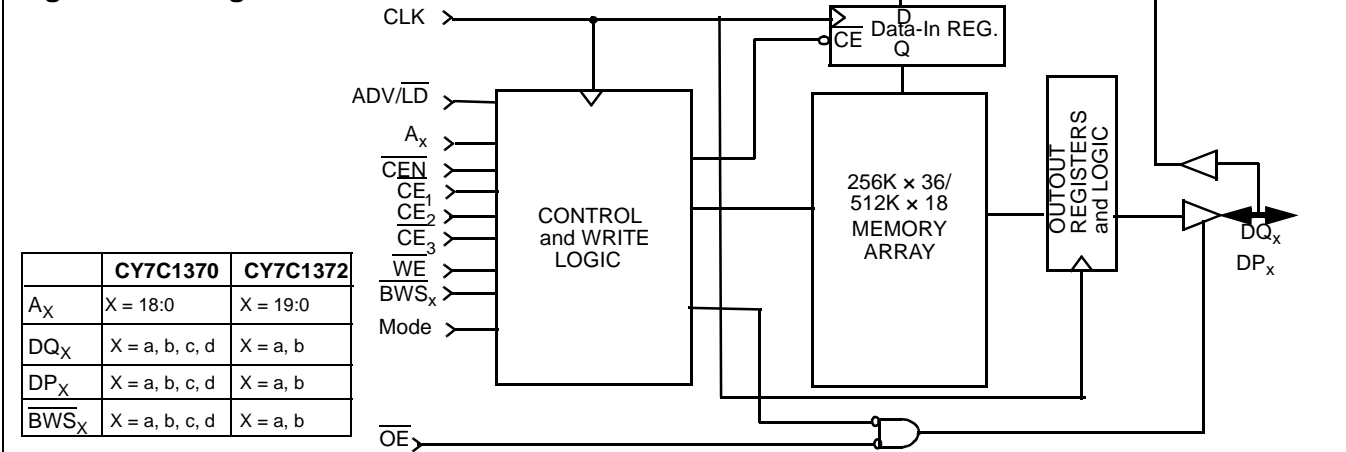 CLK
D
CE Data-In REG.
Q
ADV/LD
Ax
CEN
CE1
CE2
CE3
WE
BWSx
Mode
OE
CONTROL
and WRITE
LOGIC
256K × 36/
512K × 18
MEMORY
ARRAY
OUTOUT
REGISTERS
and LOGIC
DQx
DPx
CY7C1370 CY7C1372
AX X = 18:0 X = 19:0
DQX X = a, b, c, d X = a, b
DPX X = a, b, c, d X = a, b
BWSX X = a, b, c, d X = a, b